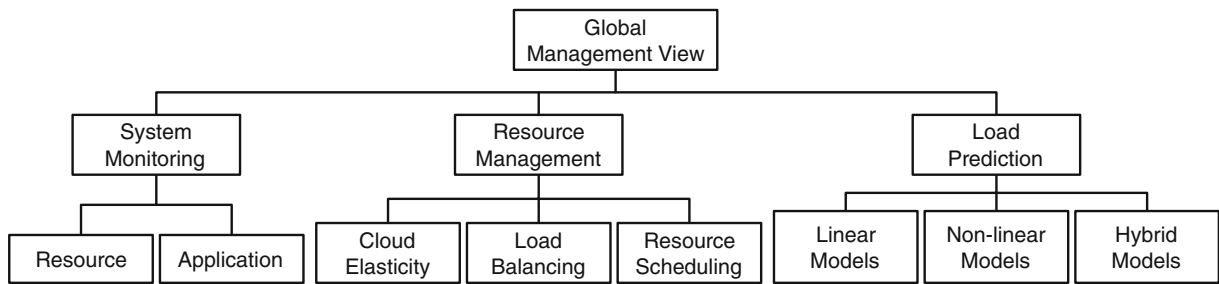 Global
Management View
System
Monitoring
Resource
Management
Load
Prediction
Resource
Application
Cloud
Elasticity
Load
Balancing
Resource
Scheduling
Linear
Models
Non-linear
Models
Hybrid
Models